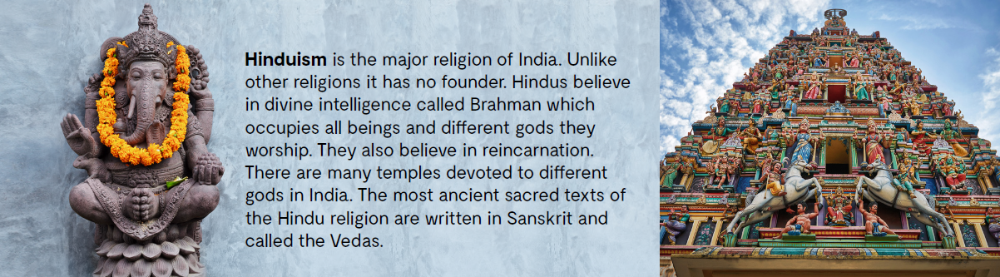 Hinduism is the major religion of India. Unlike
other religions it has no founder. Hindus believe
in divine intelligence called Brahman which
occupies all beings and different gods they
worship. They also believe in reincarnation.
There are many temples devoted to different
gods in India. The most ancient sacred texts of
the Hindu religion are written in Sanskrit and
called the Vedas.